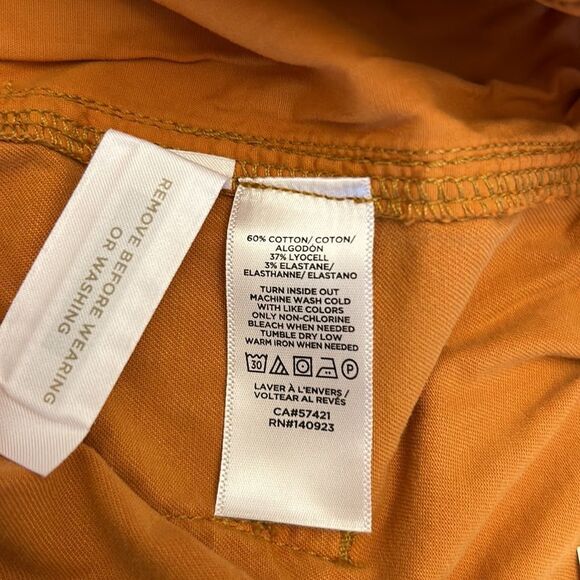 REMOVE BEFORE WEARING
OR WASHING
60% COTTON/ COTON/
ALGODÓN
37% LYOCELL
3% ELASTANE/
ELASTHANNE/ ELASTANO
TURN INSIDE OUT
MACHINE WASH COLD
WITH LIKE COLORS
ONLY NON-CHLORINE
BLEACH WHEN NEEDED
TUMBLE DRY LOW
WARM IRON WHEN NEEDED
30 P
LAVER À L'ENVERS/
VOLTEAR AL REVÉS
CA#57421
RN#140923